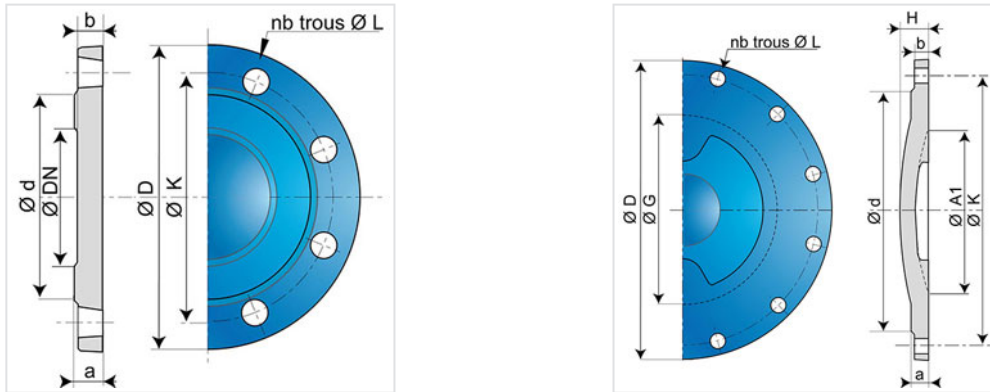 b
nb trous Ø L
Ø d
Ø DN
Ø D
Ø K
a
nb trous Ø L
H
b
Ø D
Ø G
Ø d
Ø A1
Ø K
a